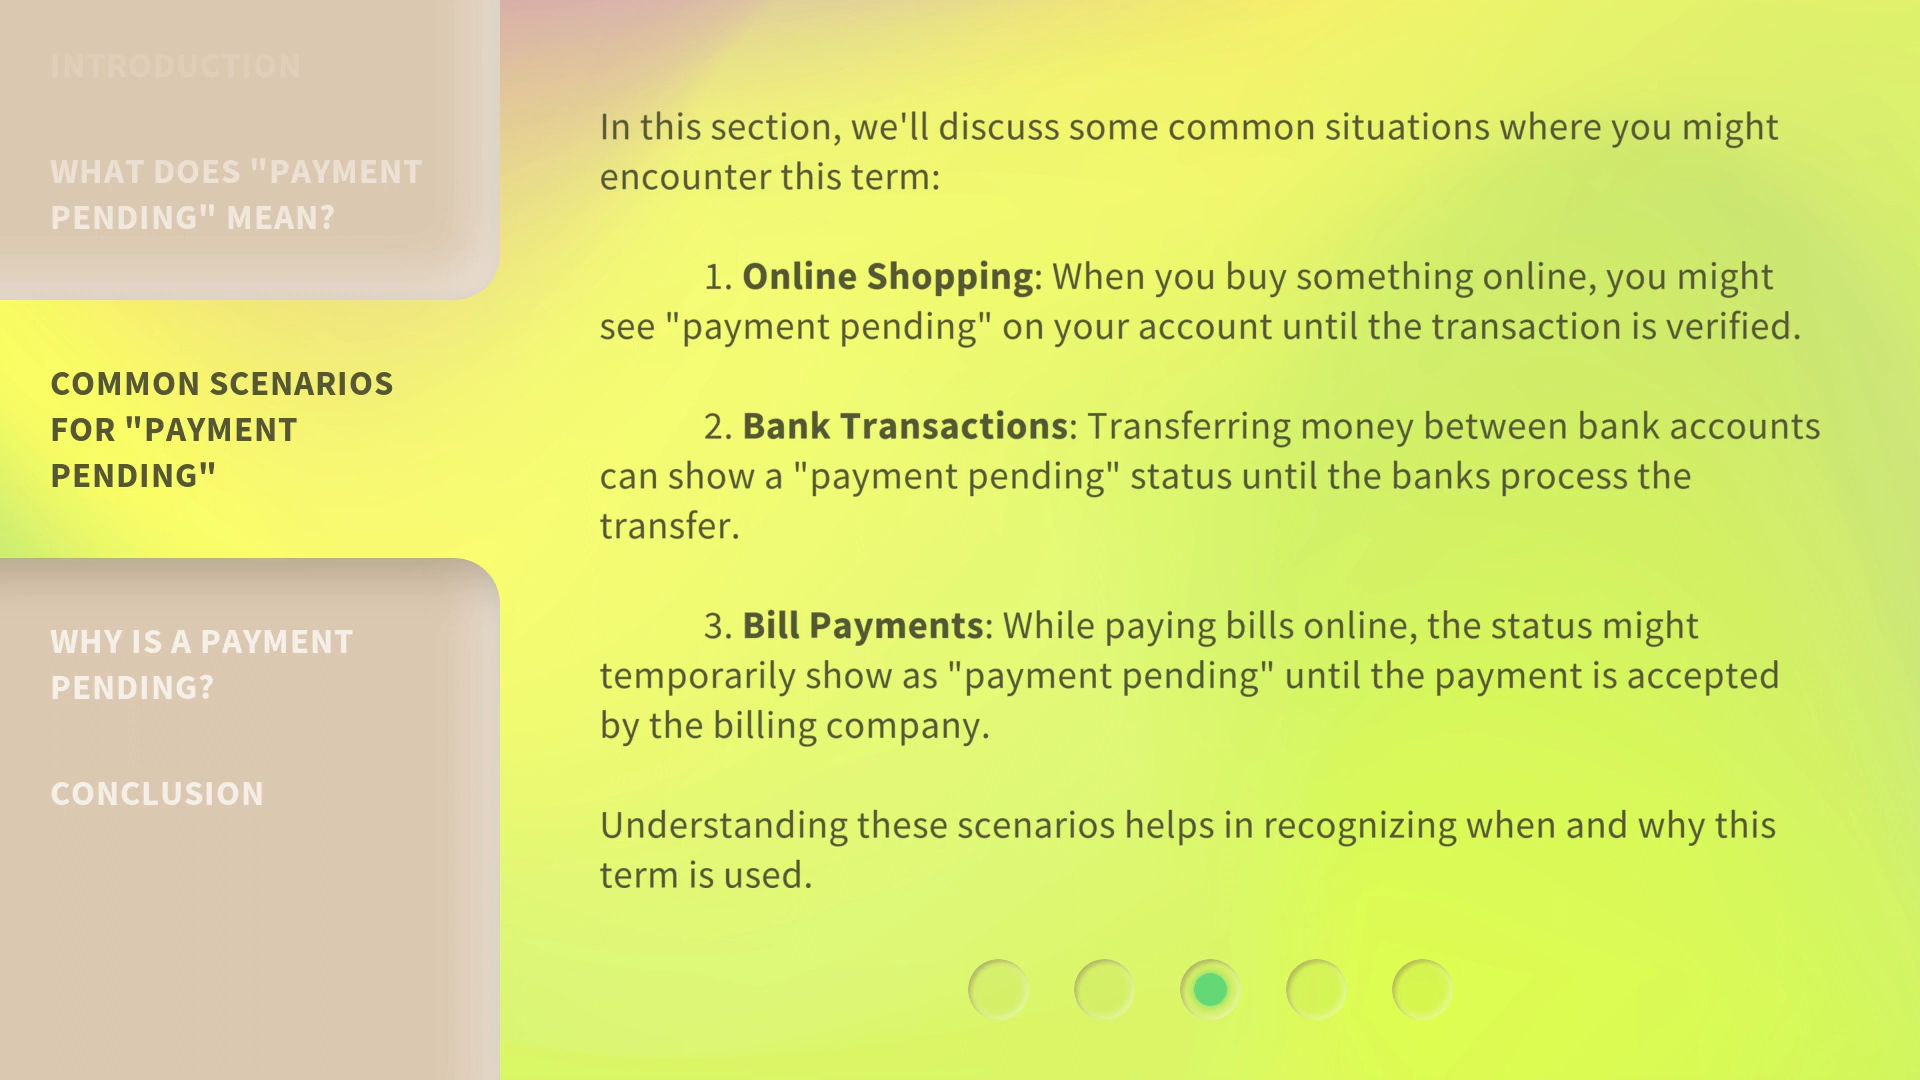 INTRODUCTION
WHAT DOES "PAYMENT
PENDING" MEAN?
COMMON SCENARIOS
FOR "PAYMENT
PENDING"
WHY IS A PAYMENT
PENDING?
CONCLUSION
In this section, we'll discuss some common situations where you might
encounter this term:
1. Online Shopping: When you buy something online, you might
see "payment pending" on your account until the transaction is verified.
2. Bank Transactions: Transferring money between bank accounts
can show a "payment pending" status until the banks process the
transfer.
3. Bill Payments: While paying bills online, the status might
temporarily show as "payment pending" until the payment is accepted
by the billing company.
Understanding these scenarios helps in recognizing when and why this
term is used.